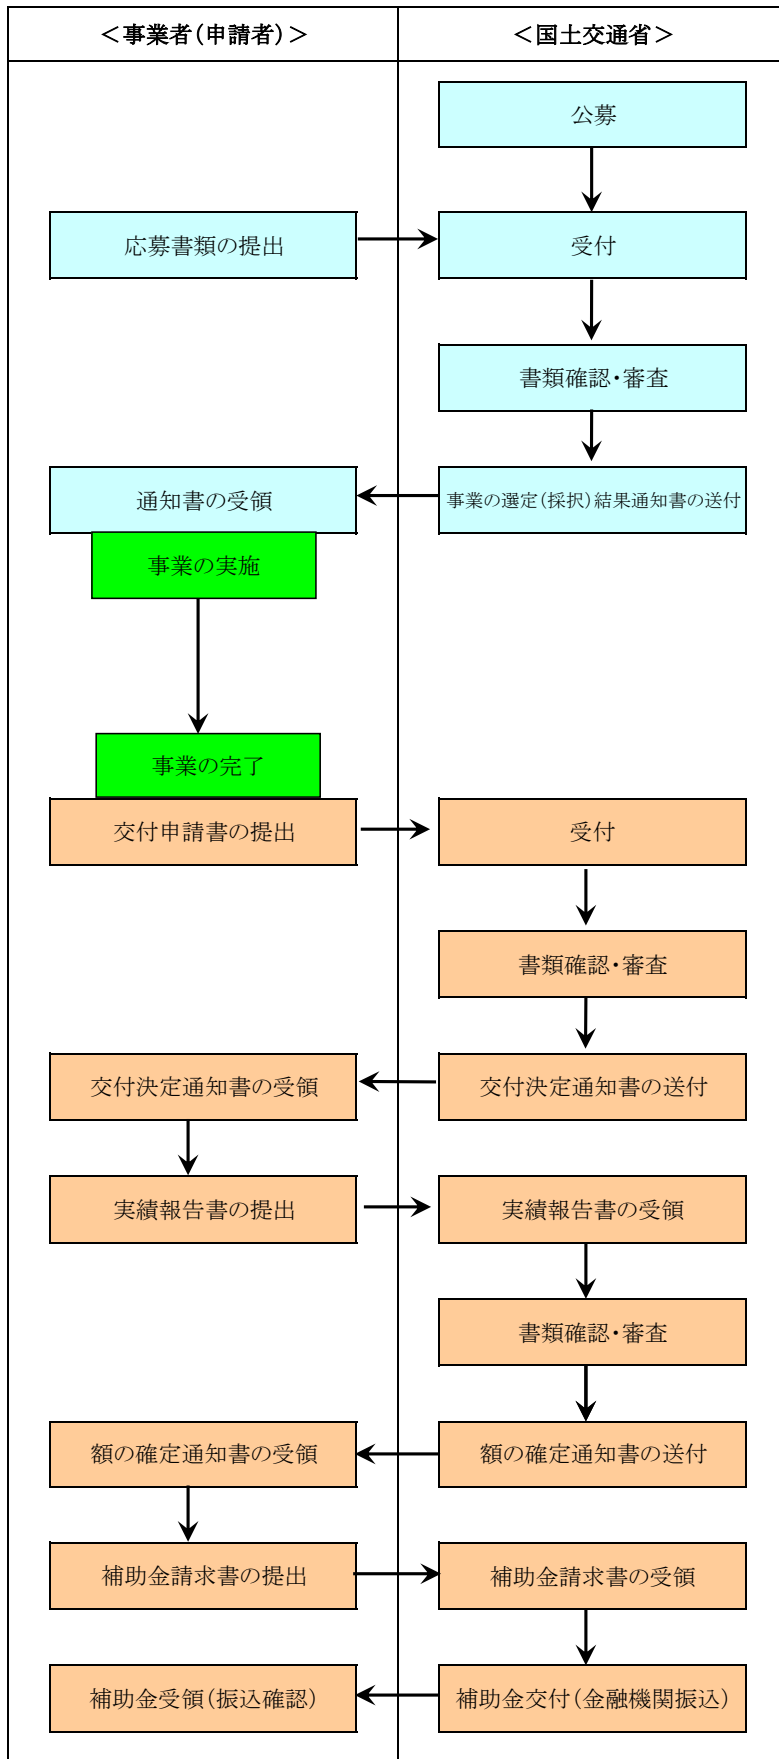 ＜事業者(申請者)＞
＜国土交通省＞
公募
応募書類の提出
受付
書類確認・審査
通知書の受領
事業の選定(採択)結果通知書の送付
事業の実施
事業の完了
交付申請書の提出
受付
書類確認・審査
交付決定通知書の受領
交付決定通知書の送付
実績報告書の提出
実績報告書の受領
書類確認・審査
額の確定通知書の受領
額の確定通知書の送付
補助金請求書の提出
補助金請求書の受領
補助金受領(振込確認)
補助金交付(金融機関振込)